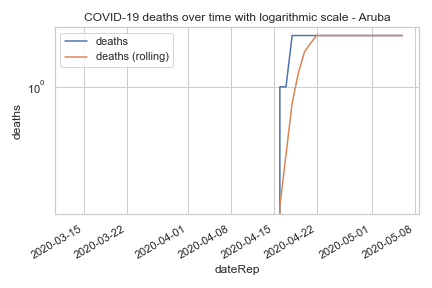 COVID-19 deaths over time with logarithmic scale - Aruba
deaths
deaths (rolling)
10⁰
deaths
2020-03-15
2020-03-22
2020-04-01
2020-04-08
2020-04-15
2020-04-22
2020-05-01
2020-05-08
dateRep